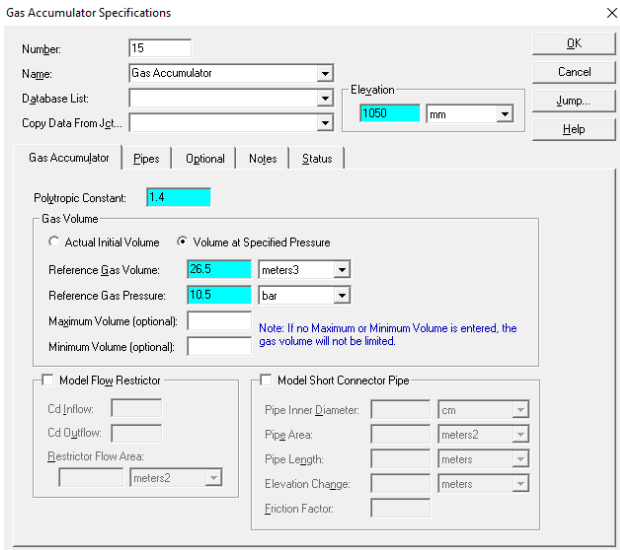 Gas Accumulator Specifications
Number: 15
OK
Name: Gas Accumulator
Cancel
Database List:
Elevation
1050 mm
Jump...
Copy Data From Jct...
Help
Gas Accumulator Pipes Optional Notes Status
Polytropic Constant: 1.4
Gas Volume
Actual Initial Volume Volume at Specified Pressure
Reference Gas Volume: 26.5 meters3
Reference Gas Pressure: 10.5 bar
Maximum Volume (optional):
Note: If no Maximum or Minimum Volume is entered, the
gas volume will not be limited.
Minimum Volume (optional):
Model Flow Restrictor
Cd Inflow:
Cd Outflow:
Restrictor Flow Area:
meters2
Model Short Connector Pipe
Pipe Inner Diameter: cm
Pipe Area: meters2
Pipe Length: meters
Elevation Change: meters
Friction Factor: